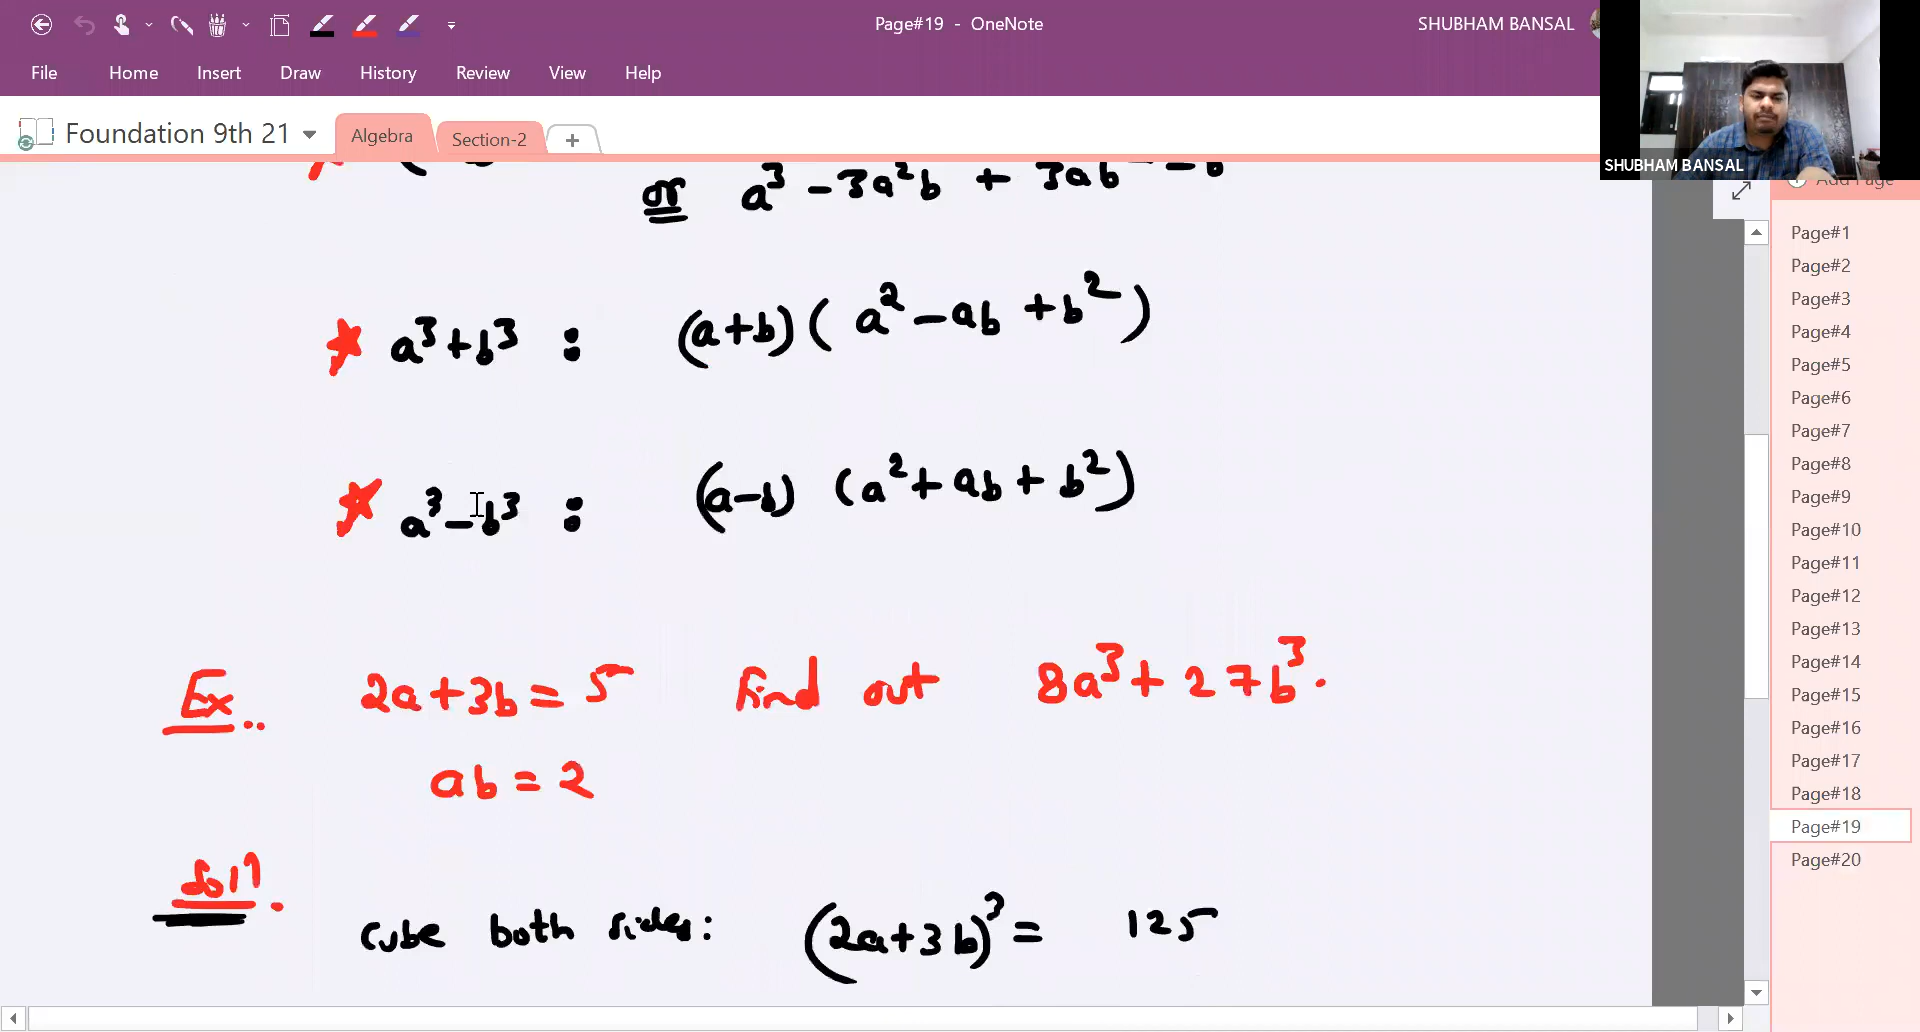 Page#19 - OneNote
SHUBHAM BANSAL
File Home Insert Draw History Review View Help
Foundation 9th 21
Algebra
Section-2
+
SHUBHAM BANSAL
Add Page
or a³ - 3a²b + 3ab
a³+b³ : (a+b)(a²-ab+b²)
a³-b³ : (a-b) (a²+ab+b²)
Ex.. 2a+3b=5 Find out 8a³+27b³.
ab=2
Solⁿ.
cube both sides: (2a+3b)³= 125
Page#1
Page#2
Page#3
Page#4
Page#5
Page#6
Page#7
Page#8
Page#9
Page#10
Page#11
Page#12
Page#13
Page#14
Page#15
Page#16
Page#17
Page#18
Page#19
Page#20